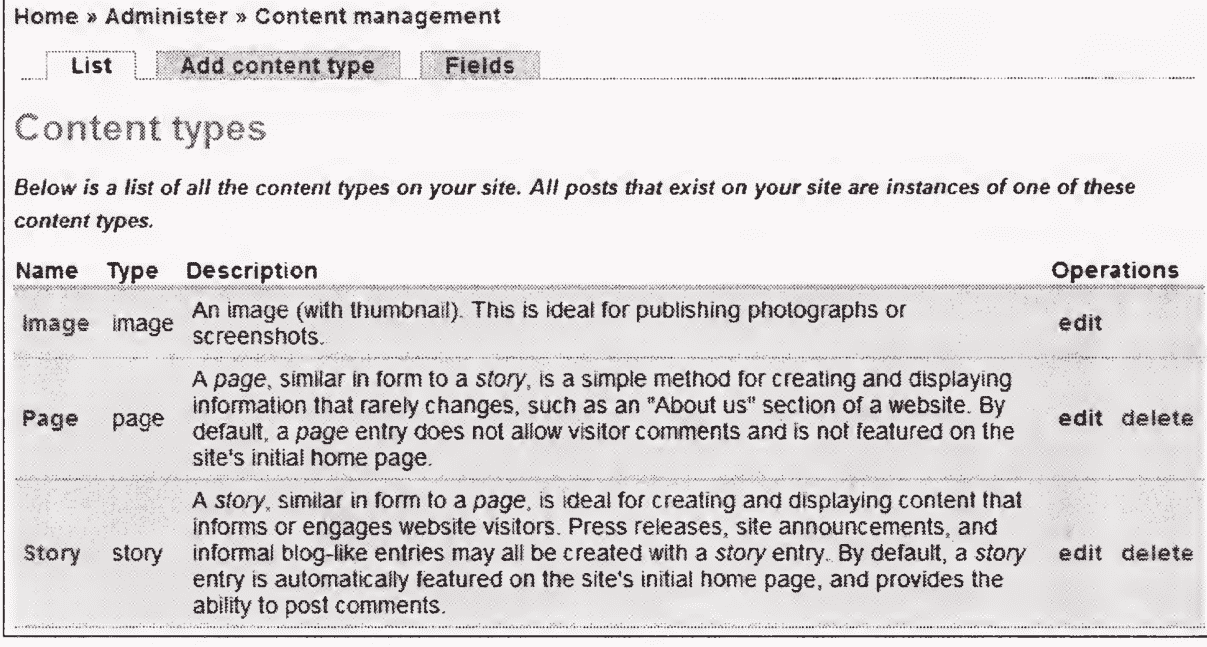 Home » Administer » Content management
List Add content type Fields
Content types
Below is a list of all the content types on your site. All posts that exist on your site are instances of one of these
content types.
Name Type Description Operations
Image image An image (with thumbnail). This is ideal for publishing photographs or
screenshots. edit
Page page A page, similar in form to a story, is a simple method for creating and displaying
information that rarely changes, such as an "About us" section of a website. By
default, a page entry does not allow visitor comments and is not featured on the
site's initial home page. edit delete
Story story A story, similar in form to a page, is ideal for creating and displaying content that
informs or engages website visitors. Press releases, site announcements, and
informal blog-like entries may all be created with a story entry. By default, a story
entry is automatically featured on the site's initial home page, and provides the
ability to post comments. edit delete